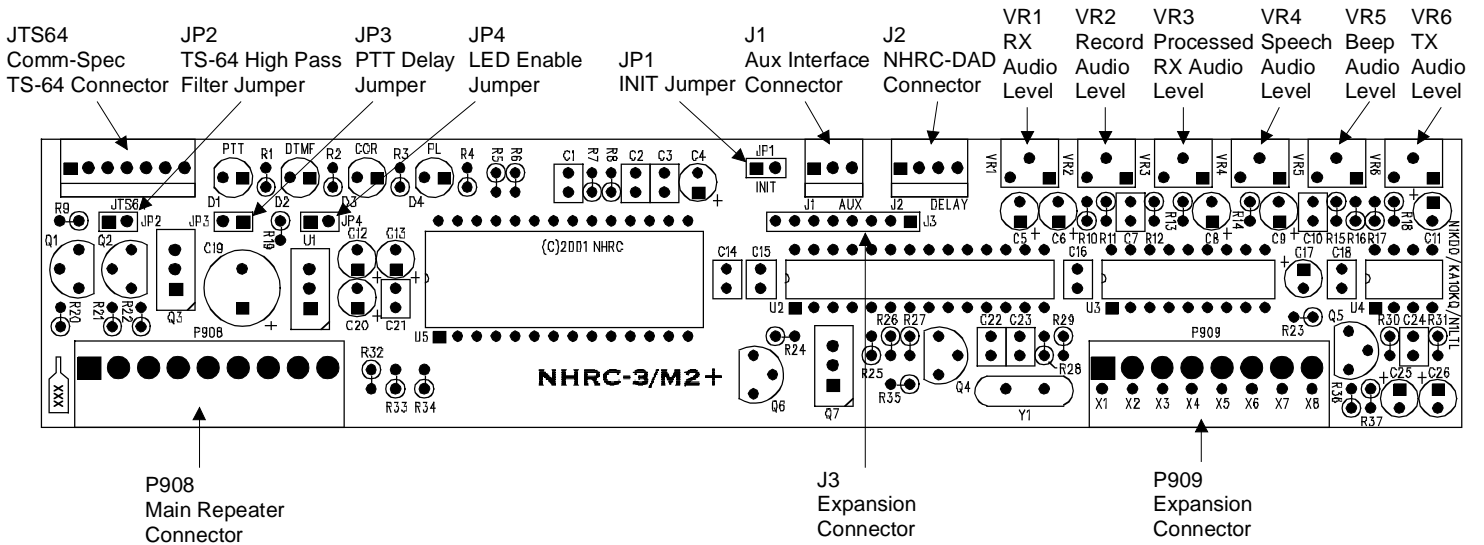 JTS64
Comm-Spec
TS-64 Connector
JP2
TS-64 High Pass
Filter Jumper
JP3
PTT Delay
Jumper
JP4
LED Enable
Jumper
JP1
INIT Jumper
J1
Aux Interface
Connector
J2
NHRC-DAD
Connector
VR1
RX
Audio
Level
VR2
Record
Audio
Level
VR3
Processed
RX Audio
Level
VR4
Speech
Audio
Level
VR5
Beep
Audio
Level
VR6
TX
Audio
Level
PTT R1 DTMF R2 COR R3 PL R4 R5 R6 C1 R7 R8 C2 C3 C4 JP1 VR1 VR2 VR3 VR4 VR5 VR6
INIT
R9 JTS6 JP2 JP3 D1 D2 D3 JP4 D4 J1 AUX J2 J3 DELAY
Q1 Q2 C19 R19 U1 C12 C13 (C)2001 NHRC C5 C6 R10 R11 C7 R12 R13 C8 R14 C9 C10 R15 R16 R17 R18 C11
C14 C15 C16 C17 C18
R20 R21 R22 Q3 C20 C21 U2 U3 U4
P908 U5 R24 R26 R27 C22 C23 R29 P909 R23 Q5 R30 C24 R31
R32 NHRC-3/M2+ R25 Q4 R28
XXX R33 R34 Q6 Q7 R35 Y1 X1 X2 X3 X4 X5 X6 X7 X8 R36 R37 C25 C26
N1KDO/KA1OKQ/N1LTL
P908
Main Repeater
Connector
J3
Expansion
Connector
P909
Expansion
Connector